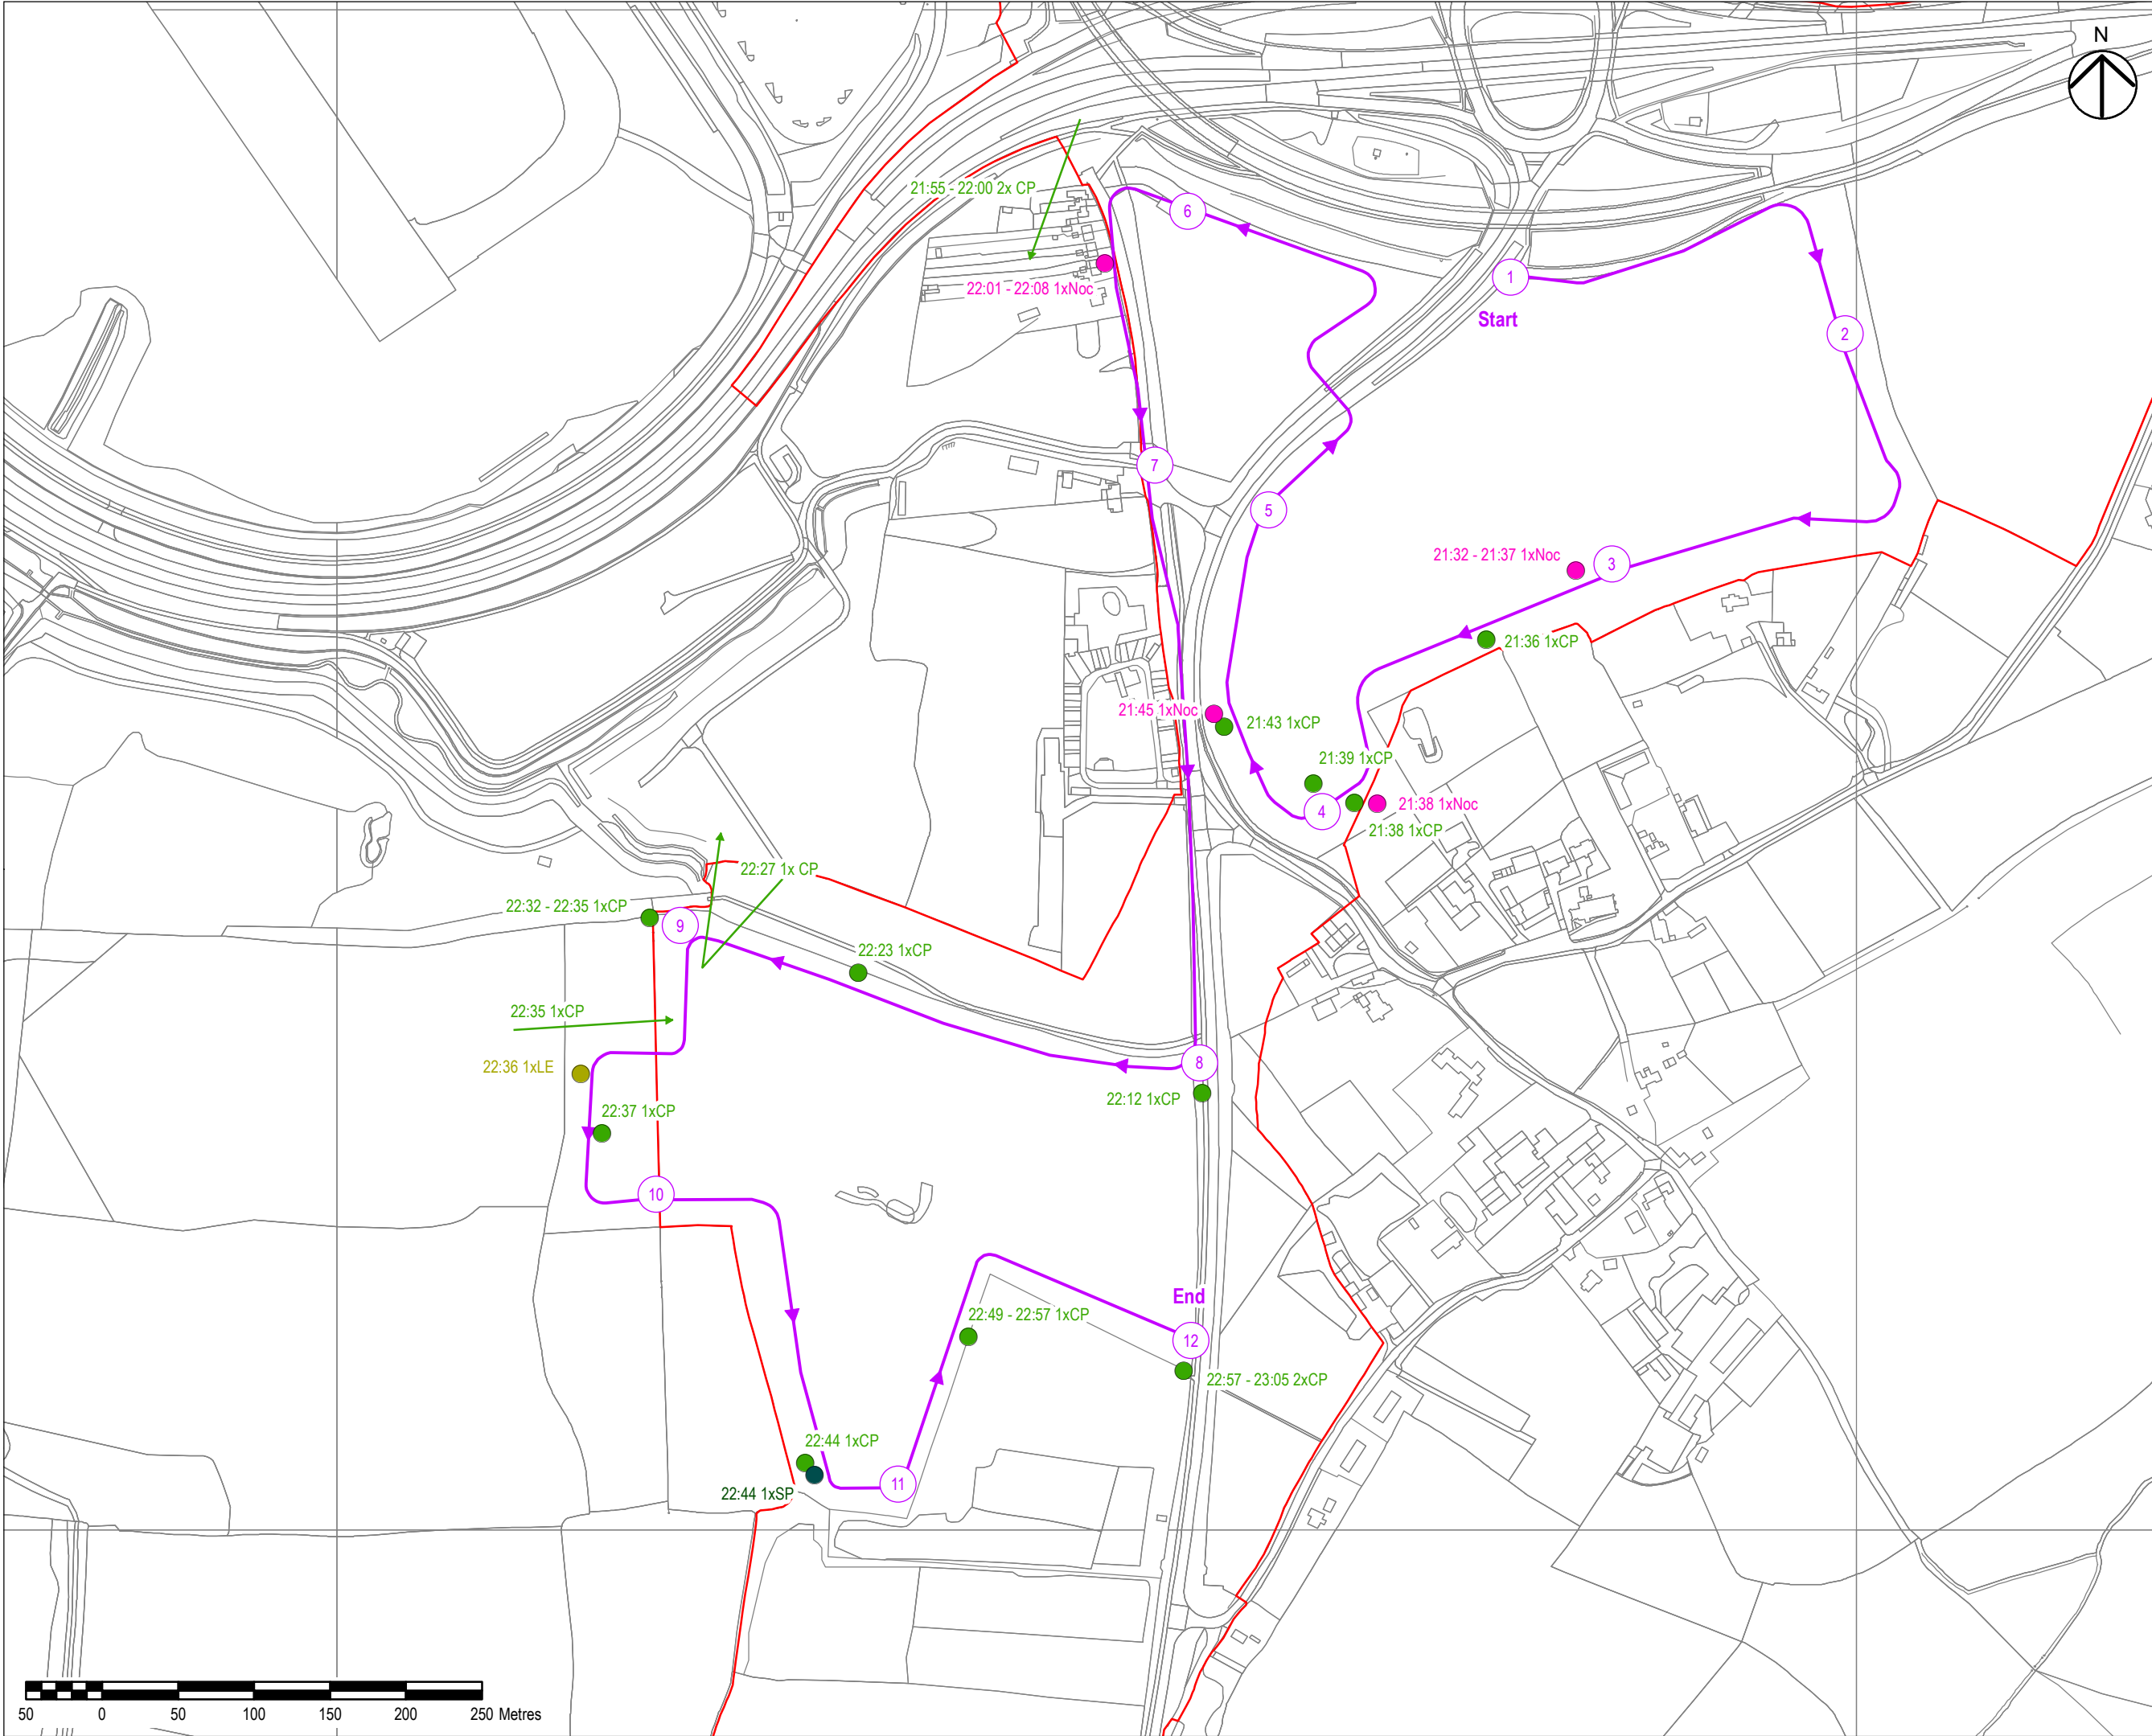 N
21:55 - 22:00 2x CP
6
22:01 - 22:08 1xNoc
1
Start
2
7
5
21:32 - 21:37 1xNoc
3
21:36 1xCP
21:45 1xNoc
21:43 1xCP
21:39 1xCP
4
21:38 1xNoc
21:38 1xCP
22:27 1x CP
22:32 - 22:35 1xCP
9
22:23 1xCP
22:35 1xCP
22:36 1xLE
8
22:12 1xCP
22:37 1xCP
10
End
22:49 - 22:57 1xCP
12
22:57 - 23:05 2xCP
22:44 1xCP
11
22:44 1xSP
50 0 50 100 150 200 250 Metres